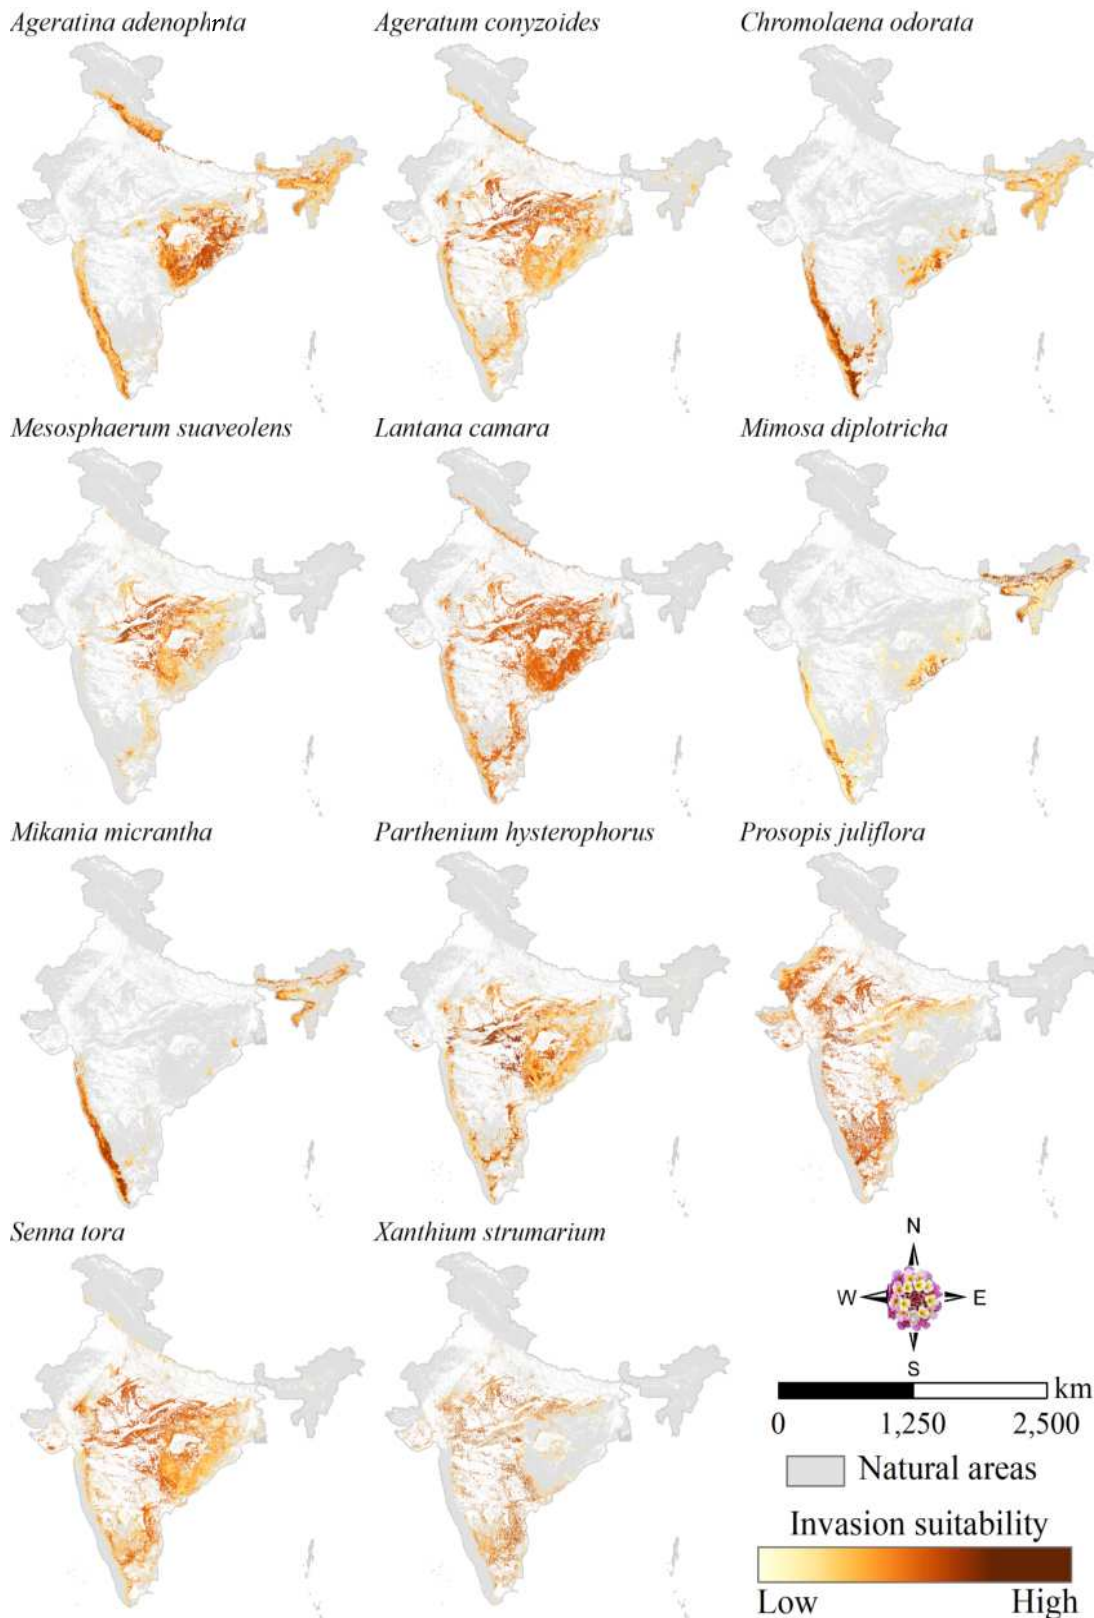 Ageratina adenophora Ageratum conyzoides Chromolaena odorata
Mesosphaerum suaveolens Lantana camara Mimosa diplotricha
Mikania micrantha Parthenium hysterophorus Prosopis juliflora
Senna tora Xanthium strumarium
N
W E
S
km
0 1,250 2,500
Natural areas
Invasion suitability
Low High